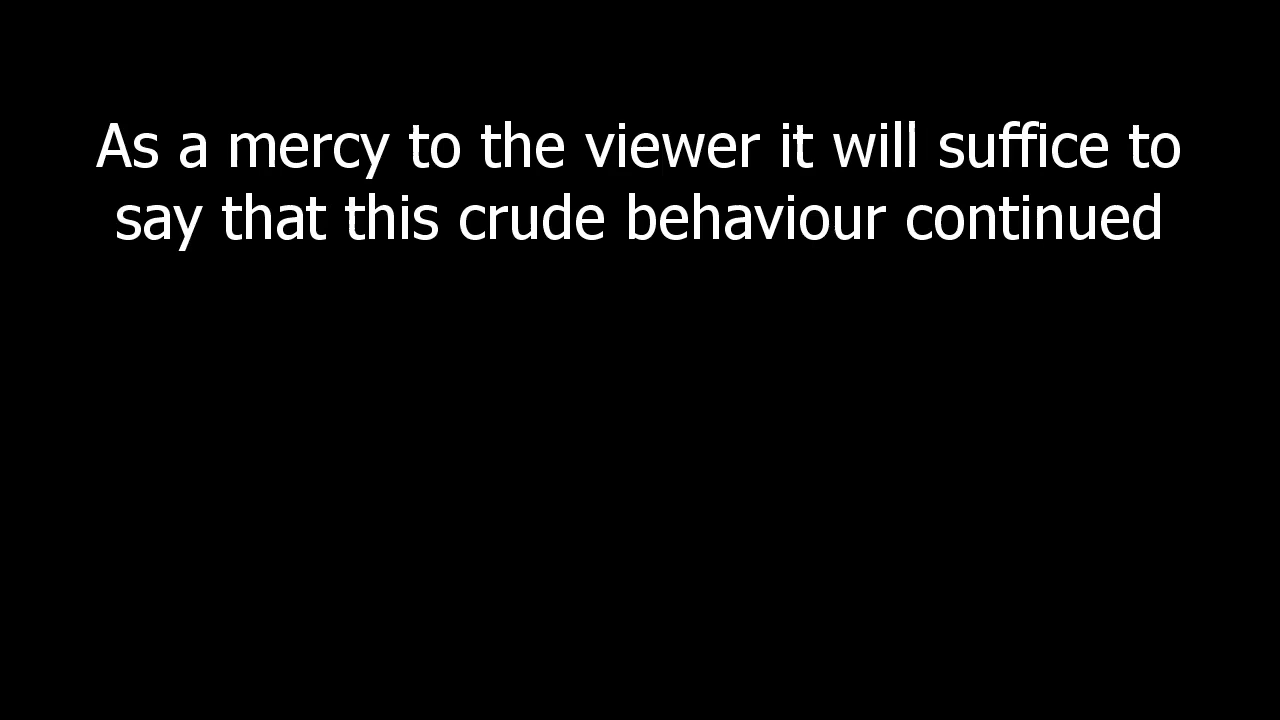 As a mercy to the viewer it will suffice to
say that this crude behaviour continued